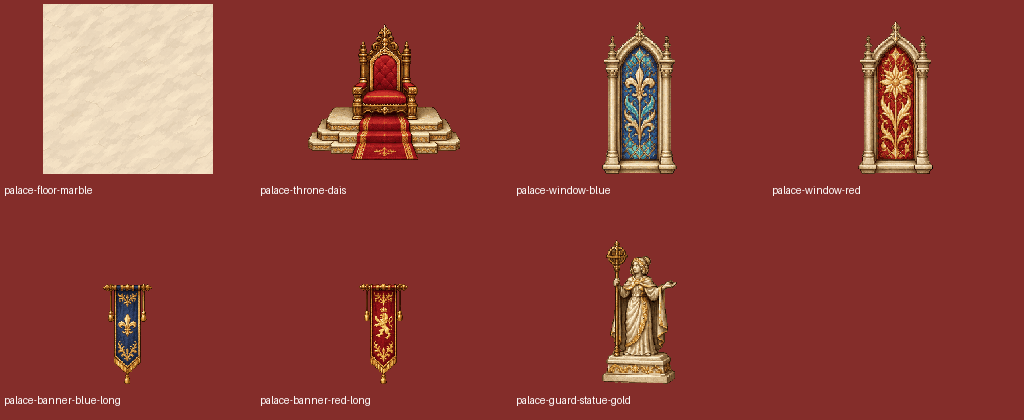 palace-floor-marble
palace-throne-dais
palace-window-blue
palace-window-red
palace-banner-blue-long
palace-banner-red-long
palace-guard-statue-gold